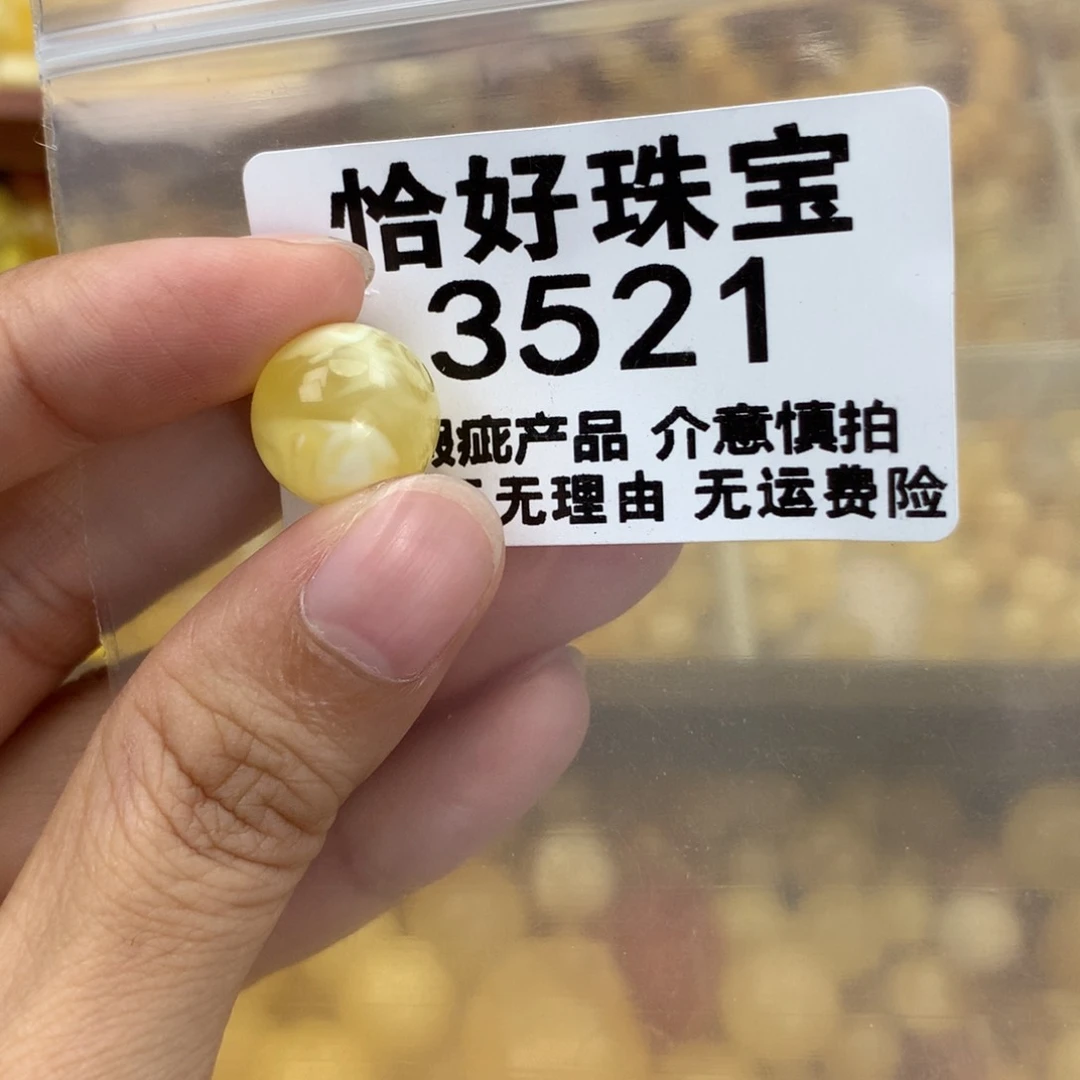 恰好珠宝
3521
瑕疵产品 介意慎拍
无理由 无运费险